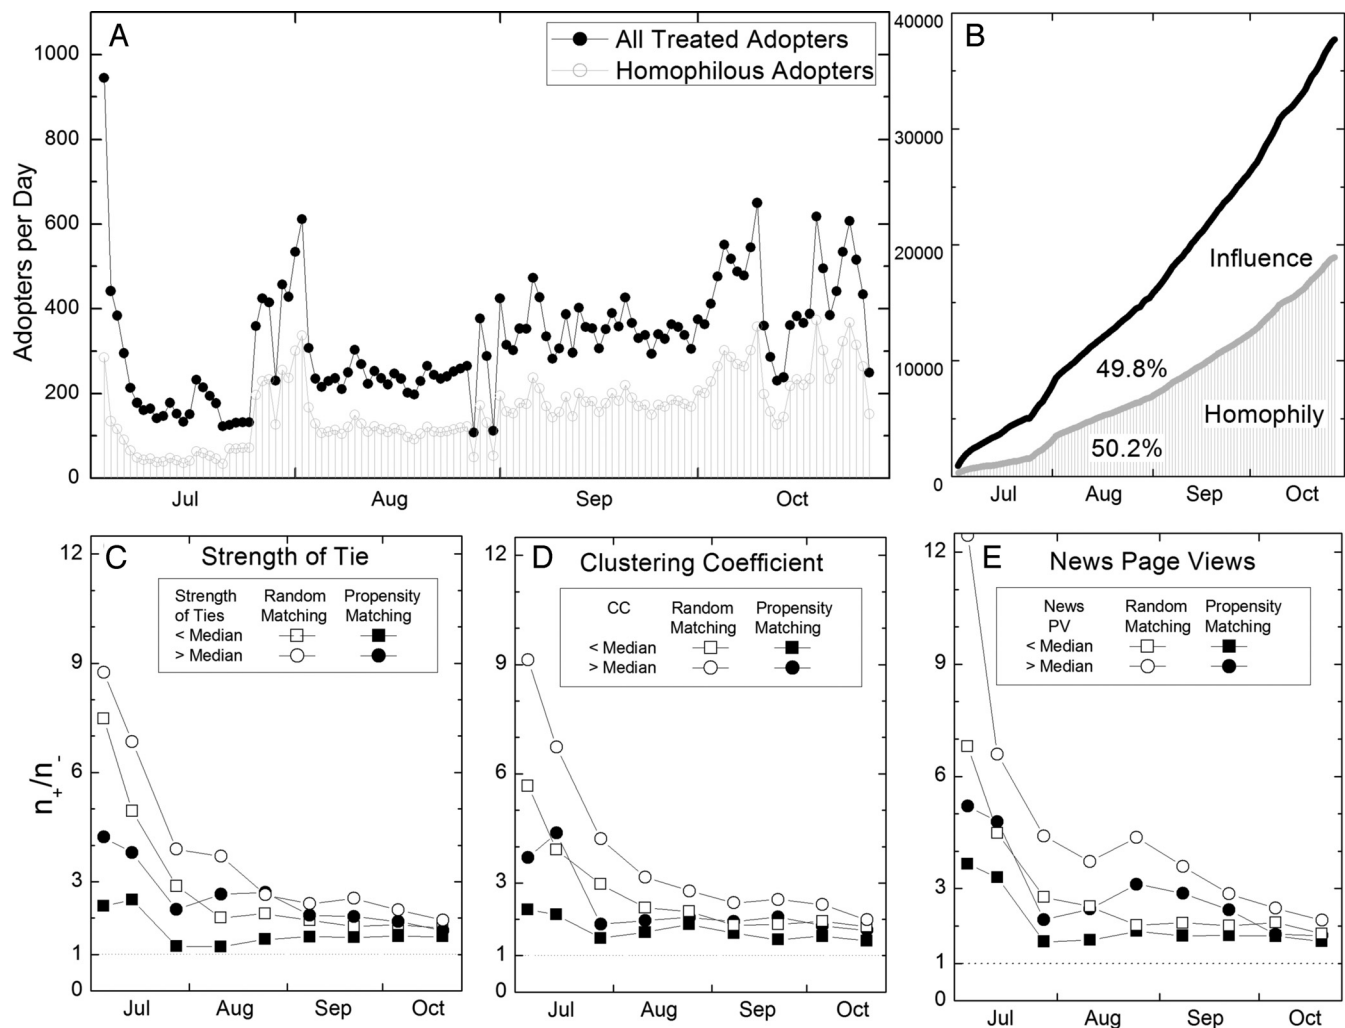 A
All Treated Adopters
Homophilous Adopters
Adopters per Day
1000
800
600
400
200
0
Jul Aug Sep Oct
B
40000
30000
20000
10000
0
Influence
49.8%
Homophily
50.2%
Jul Aug Sep Oct
C
Strength of Tie
Strength Random Propensity
of Ties Matching Matching
< Median
> Median
n+/n-
12
9
6
3
1
0
Jul Aug Sep Oct
D
Clustering Coefficient
CC Random Propensity
Matching Matching
< Median
> Median
12
9
6
3
1
0
Jul Aug Sep Oct
E
News Page Views
News Random Propensity
PV Matching Matching
< Median
> Median
12
9
6
3
1
0
Jul Aug Sep Oct